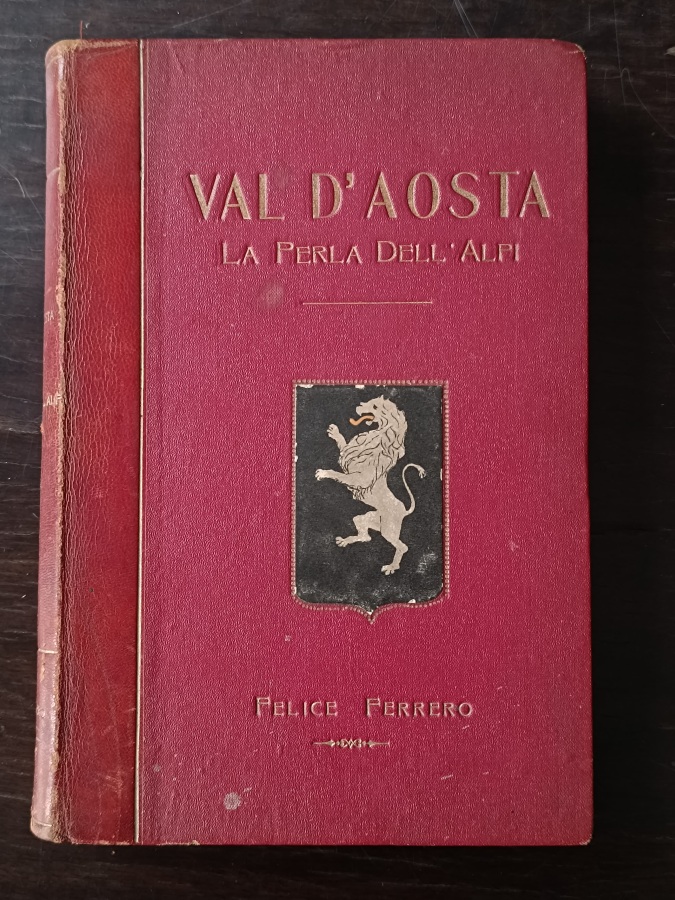 VAL D'AOSTA
LA PERLA DELL'ALPI
FELICE FERRERO